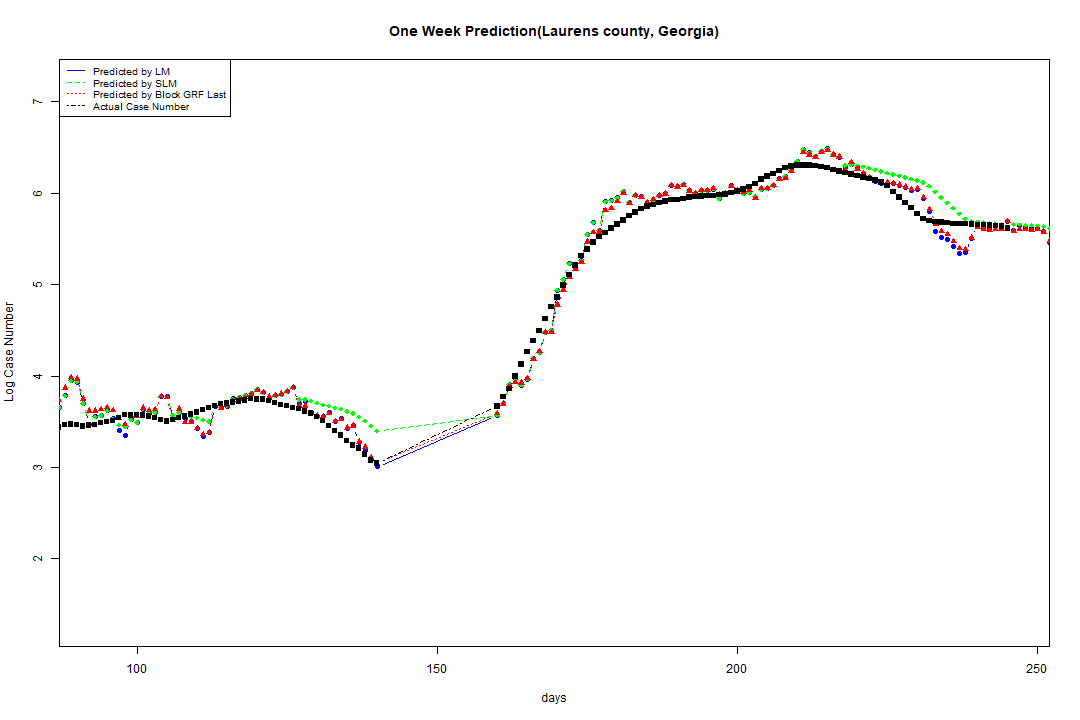 One Week Prediction(Laurens county, Georgia)
Predicted by LM
Predicted by SLM
Predicted by Block GRF Last
Actual Case Number
7
6
5
4
3
2
Log Case Number
100 150 200 250
days